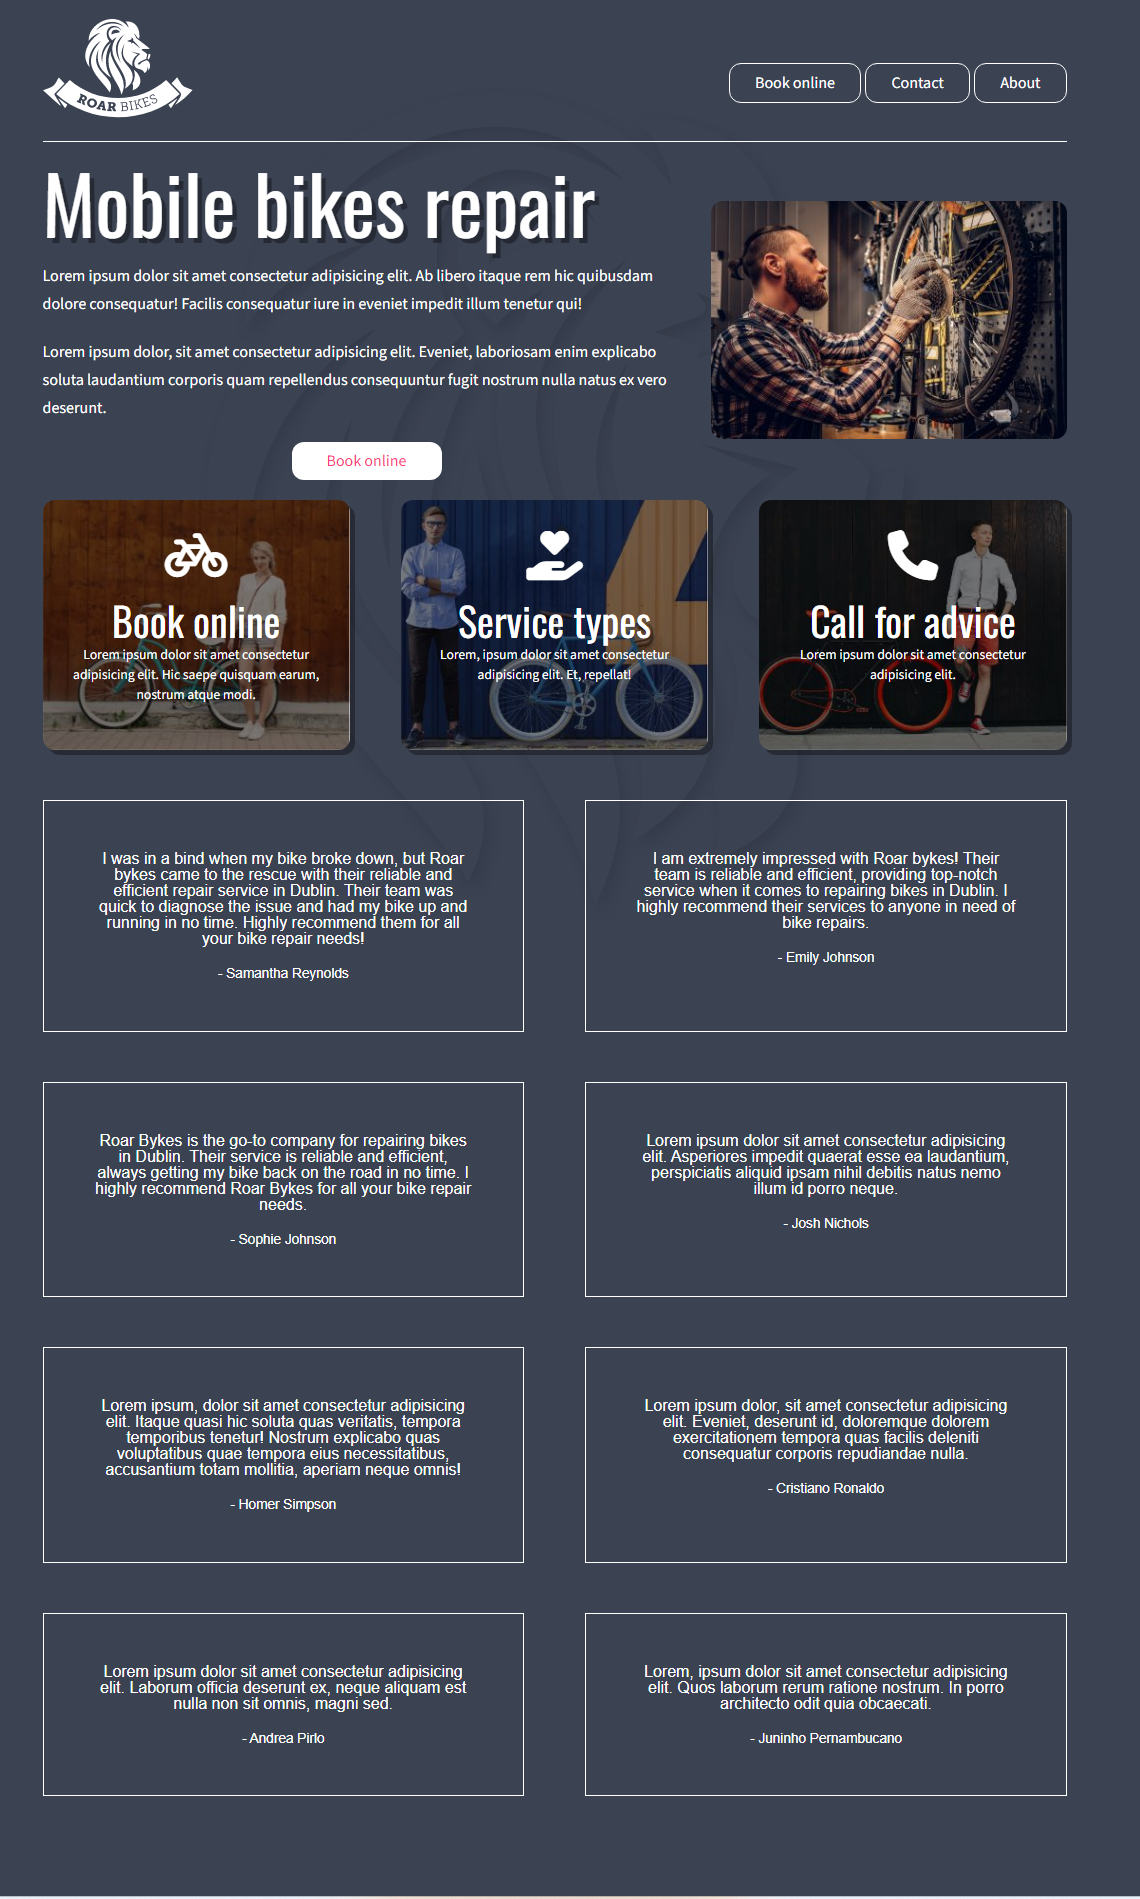 ROAR BIKES
Book online
Contact
About
Mobile bikes repair
Lorem ipsum dolor sit amet consectetur adipisicing elit. Ab libero itaque rem hic quibusdam
dolore consequatur! Facilis consequatur iure in eveniet impedit illum tenetur qui!
Lorem ipsum dolor, sit amet consectetur adipisicing elit. Eveniet, laboriosam enim explicabo
soluta laudantium corporis quam repellendus consequuntur fugit nostrum nulla natus ex vero
deserunt.
Book online
Book online
Lorem ipsum dolor sit amet consectetur
adipisicing elit. Hic saepe quisquam earum,
nostrum atque modi.
Service types
Lorem, ipsum dolor sit amet consectetur
adipisicing elit. Et, repellat!
Call for advice
Lorem ipsum dolor sit amet consectetur
adipisicing elit.
I was in a bind when my bike broke down, but Roar
bykes came to the rescue with their reliable and
efficient repair service in Dublin. Their team was
quick to diagnose the issue and had my bike up and
running in no time. Highly recommend them for all
your bike repair needs!
- Samantha Reynolds
I am extremely impressed with Roar bykes! Their
team is reliable and efficient, providing top-notch
service when it comes to repairing bikes in Dublin. I
highly recommend their services to anyone in need of
bike repairs.
- Emily Johnson
Roar Bykes is the go-to company for repairing bikes
in Dublin. Their service is reliable and efficient,
always getting my bike back on the road in no time. I
highly recommend Roar Bykes for all your bike repair
needs.
- Sophie Johnson
Lorem ipsum dolor sit amet consectetur adipisicing
elit. Asperiores impedit quaerat esse ea laudantium,
perspiciatis aliquid ipsam nihil debitis natus nemo
illum id porro neque.
- Josh Nichols
Lorem ipsum, dolor sit amet consectetur adipisicing
elit. Itaque quasi hic soluta quas veritatis, tempora
temporibus tenetur! Nostrum explicabo quas
voluptatibus quae tempora eius necessitatibus,
accusantium totam mollitia, aperiam neque omnis!
- Homer Simpson
Lorem ipsum dolor, sit amet consectetur adipisicing
elit. Eveniet, deserunt id, doloremque dolorem
exercitationem tempora quas facilis deleniti
consequatur corporis repudiandae nulla.
- Cristiano Ronaldo
Lorem ipsum dolor sit amet consectetur adipisicing
elit. Laborum officia deserunt ex, neque aliquam est
nulla non sit omnis, magni sed.
- Andrea Pirlo
Lorem, ipsum dolor sit amet consectetur adipisicing
elit. Quos laborum rerum ratione nostrum. In porro
architecto odit quia obcaecati.
- Juninho Pernambucano